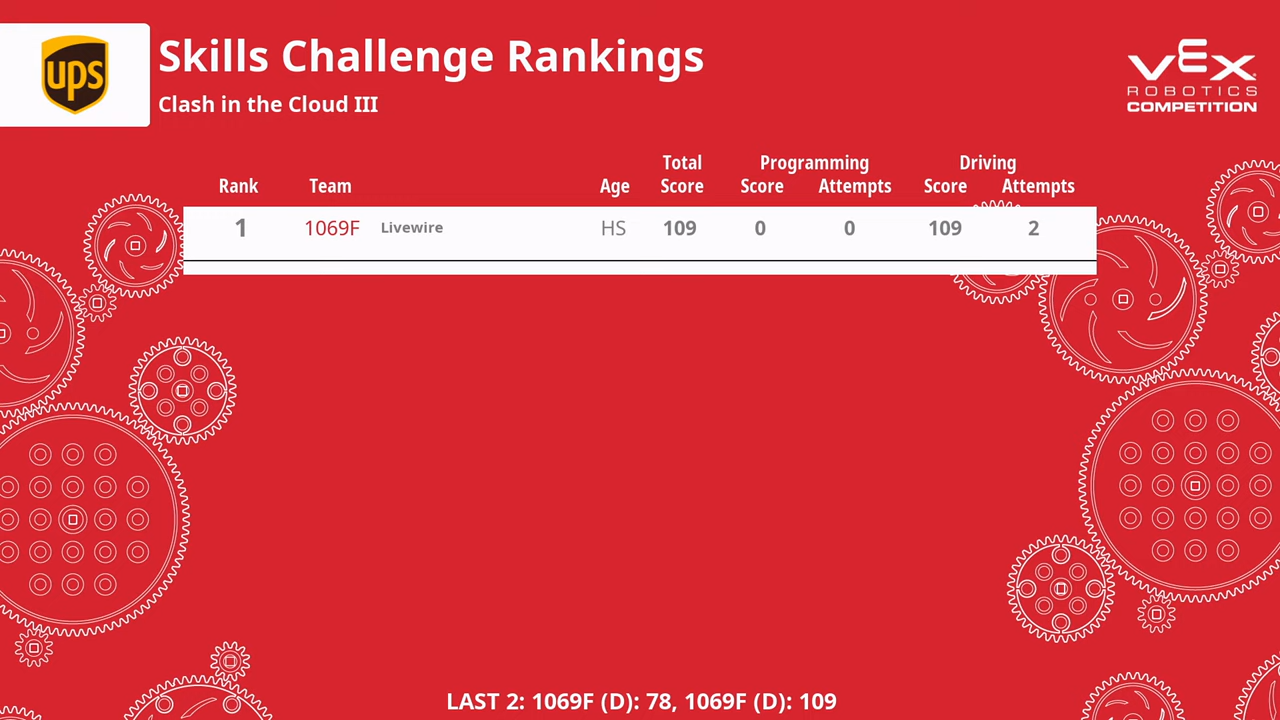 ups
Skills Challenge Rankings
Clash in the Cloud III
VEX
ROBOTICS
COMPETITION
Total Programming Driving
Rank Team Age Score Score Attempts Score Attempts
1 1069F Livewire HS 109 0 0 109 2
LAST 2: 1069F (D): 78, 1069F (D): 109